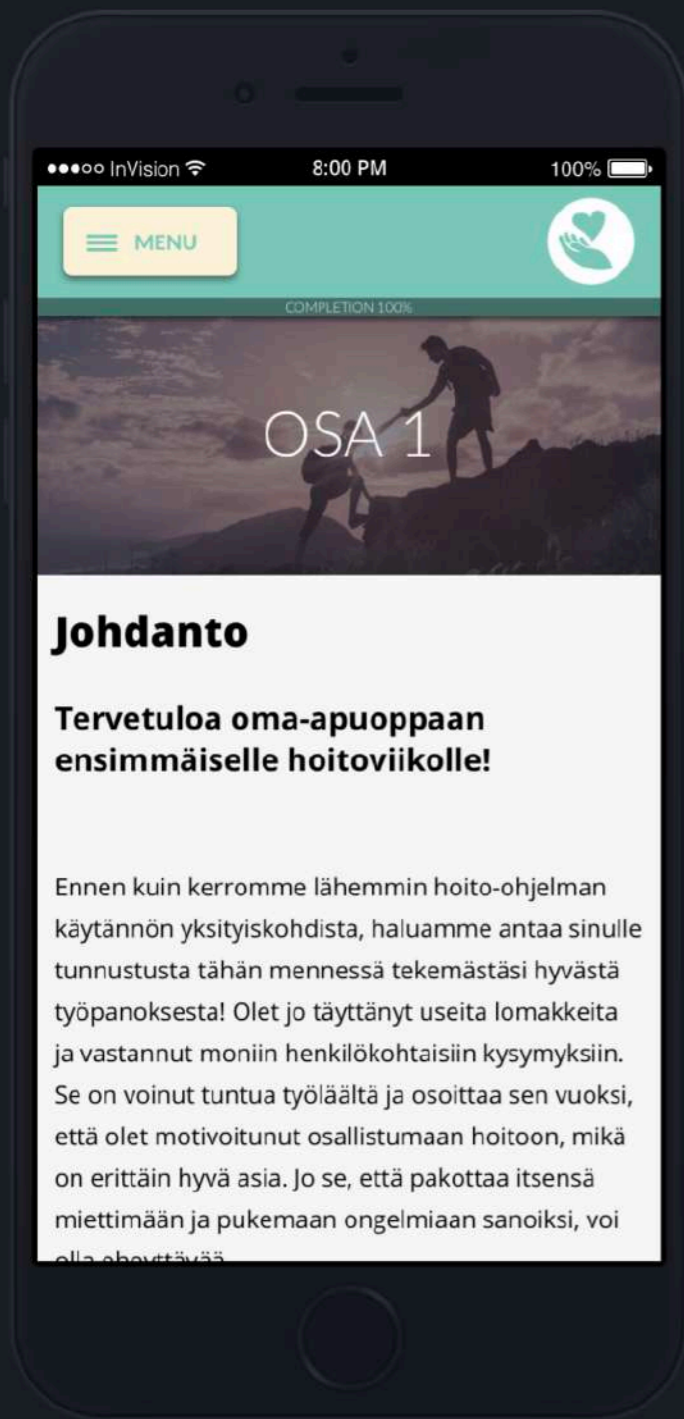 InVision 8:00 PM 100%
MENU
COMPLETION 100%
OSA 1
Johdanto
Tervetuloa oma-apuoppaan
ensimmäiselle hoitoviikolle!
Ennen kuin kerromme lähemmin hoito-ohjelman
käytännön yksityiskohdista, haluamme antaa sinulle
tunnustusta tähän mennessä tekemästäsi hyvästä
työpanoksesta! Olet jo täyttänyt useita lomakkeita
ja vastannut moniin henkilökohtaisiin kysymyksiin.
Se on voinut tuntua työläältä ja osoittaa sen vuoksi,
että olet motivoitunut osallistumaan hoitoon, mikä
on erittäin hyvä asia. Jo se, että pakottaa itsensä
miettimään ja pukemaan ongelmiaan sanoiksi, voi
olla eheyttävää